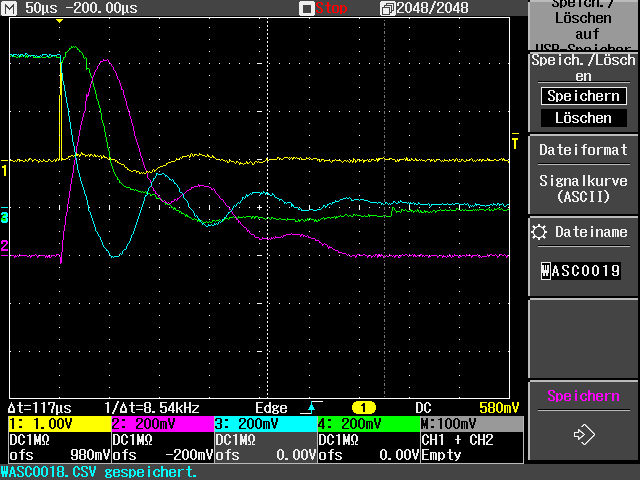 M 50µs -200.00µs Stop 2048/2048
Speich./
Löschen
auf
USB-Speicher
Speich./Lösch
en
Speichern
Löschen
Dateiformat
Signalkurve
(ASCII)
Dateiname
WASC0019
Speichern
T
1
3
2
Δt=117µs 1/Δt=8.54kHz Edge 1 DC 580mV
1: 1.00V 2: 200mV 3: 200mV 4: 200mV M:100mV
DC1MΩ DC1MΩ DC1MΩ DC1MΩ CH1 + CH2
ofs 980mV ofs -200mV ofs 0.00V ofs 0.00V Empty
WASC0018.CSV gespeichert.